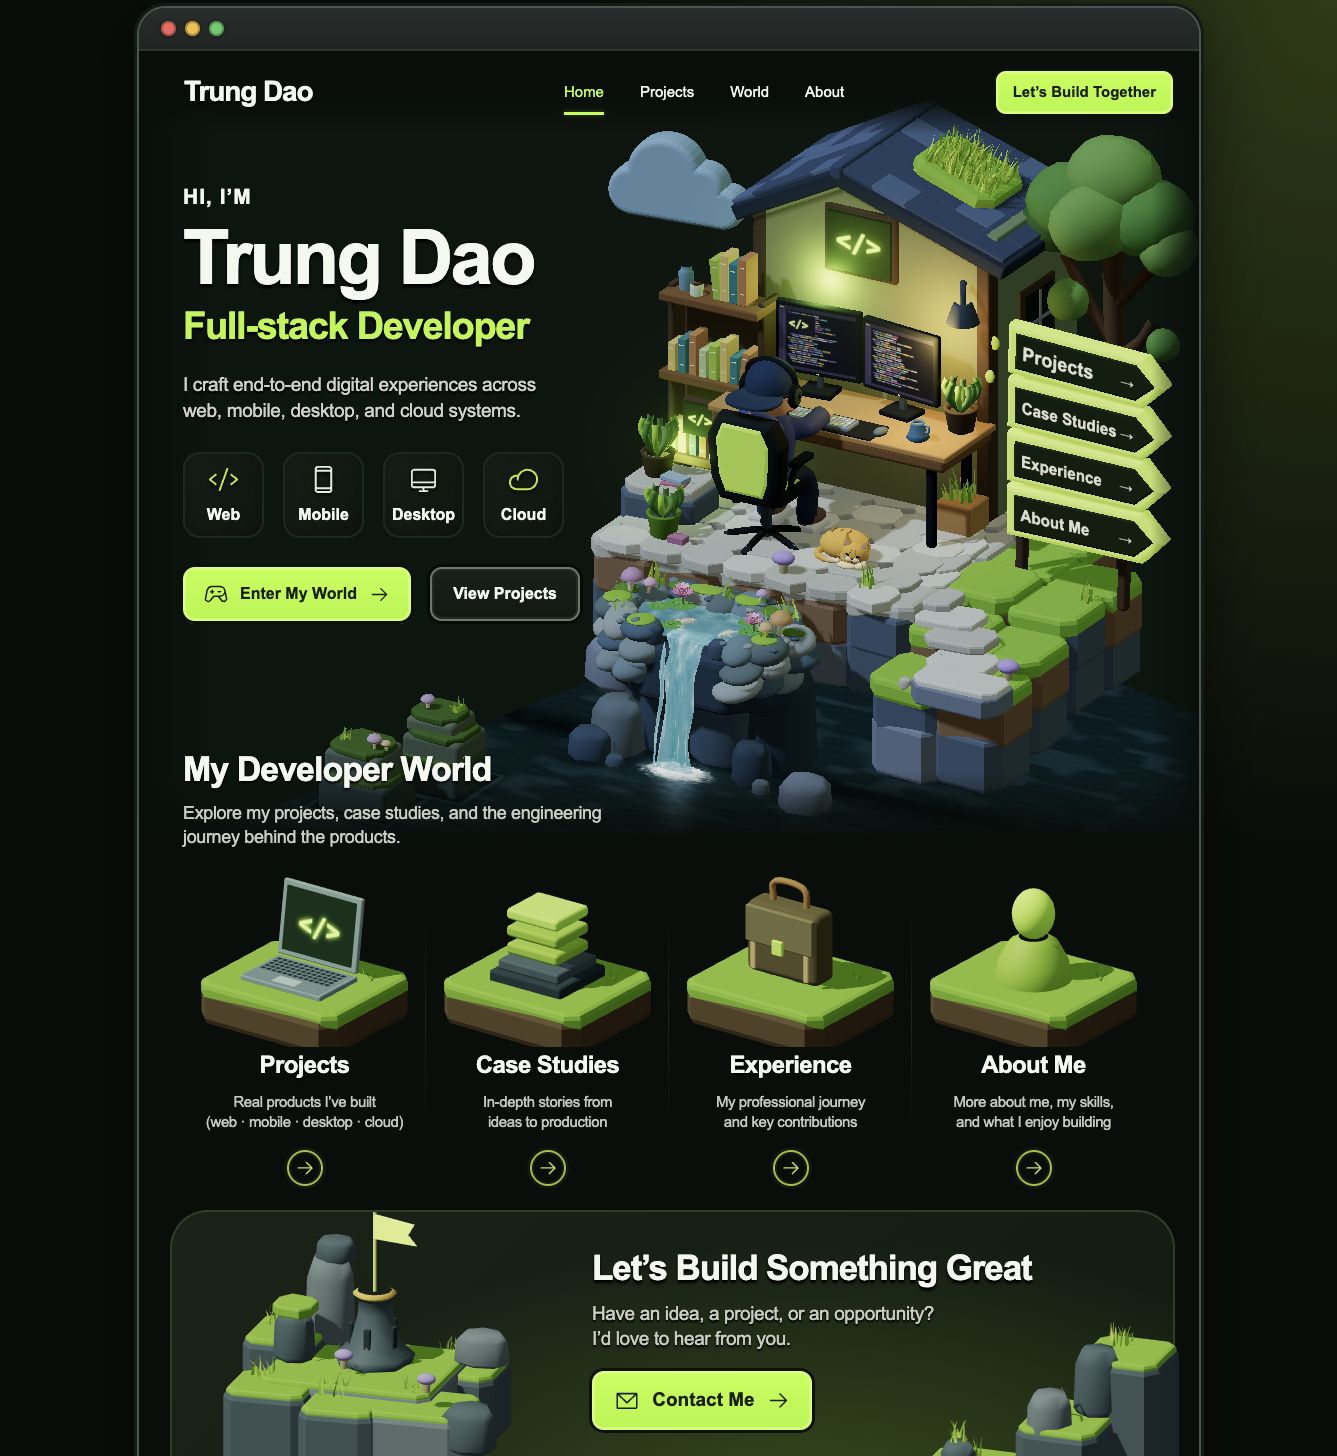 Trung Dao
Home
Projects
World
About
Let's Build Together
HI, I'M
Trung Dao
Full-stack Developer
I craft end-to-end digital experiences across
web, mobile, desktop, and cloud systems.
</>
Web
Mobile
Desktop
Cloud
Enter My World →
View Projects
</>
</>
</>
Projects →
Case Studies →
Experience →
About Me →
My Developer World
Explore my projects, case studies, and the engineering
journey behind the products.
</>
Projects
Real products I've built
(web · mobile · desktop · cloud)
→
Case Studies
In-depth stories from
ideas to production
→
Experience
My professional journey
and key contributions
→
About Me
More about me, my skills,
and what I enjoy building
→
Let's Build Something Great
Have an idea, a project, or an opportunity?
I'd love to hear from you.
Contact Me →